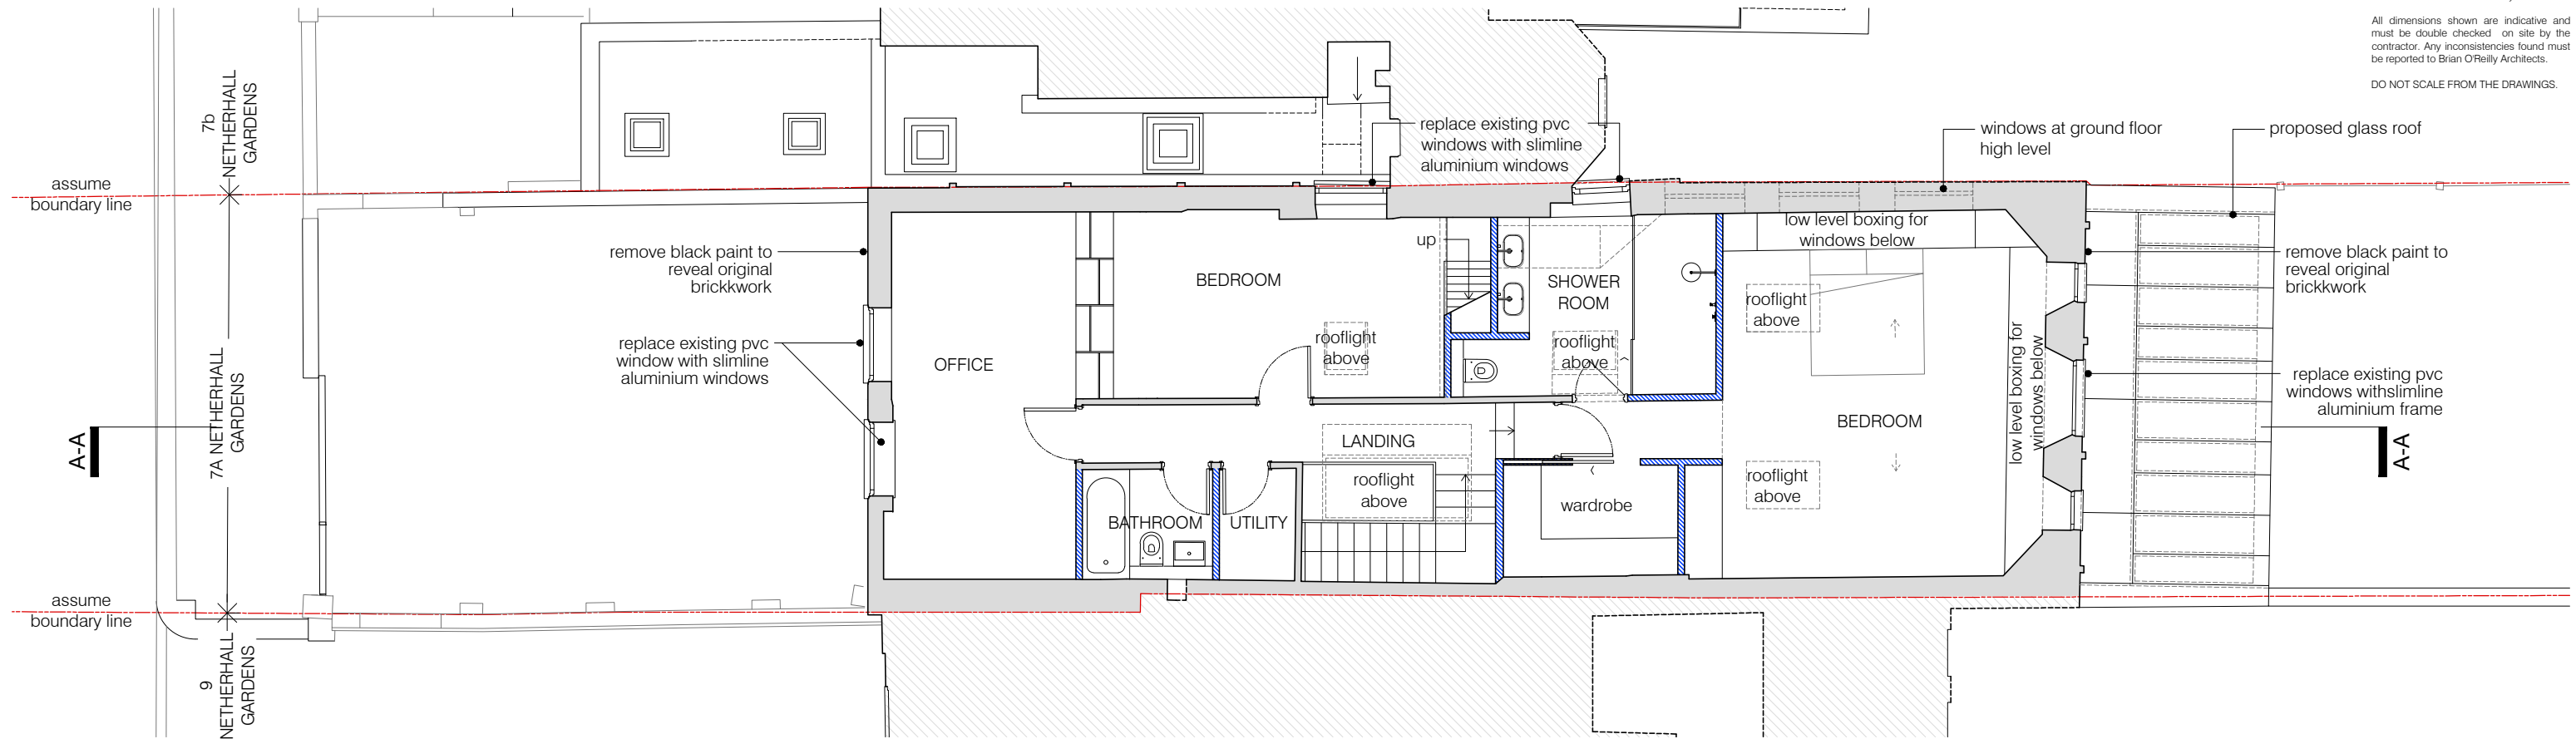 All dimensions shown are indicative and
must be double checked on site by the
contractor. Any inconsistencies found must
be reported to Brian O'Reilly Architects.
DO NOT SCALE FROM THE DRAWINGS.
7b
NETHERHALL
GARDENS
assume
boundary line
replace existing pvc
windows with slimline
aluminium windows
windows at ground floor
high level
proposed glass roof
remove black paint to
reveal original
brickkwork
replace existing pvc
window with slimline
aluminium windows
OFFICE
BEDROOM
rooflight
above
up
SHOWER
ROOM
rooflight
above
low level boxing for
windows below
rooflight
above
BEDROOM
rooflight
above
low level boxing for
windows below
remove black paint to
reveal original
brickkwork
replace existing pvc
windows withslimline
aluminium frame
A-A
7A NETHERHALL
GARDENS
A-A
LANDING
rooflight
above
wardrobe
BATHROOM
UTILITY
assume
boundary line
9
NETHERHALL
GARDENS